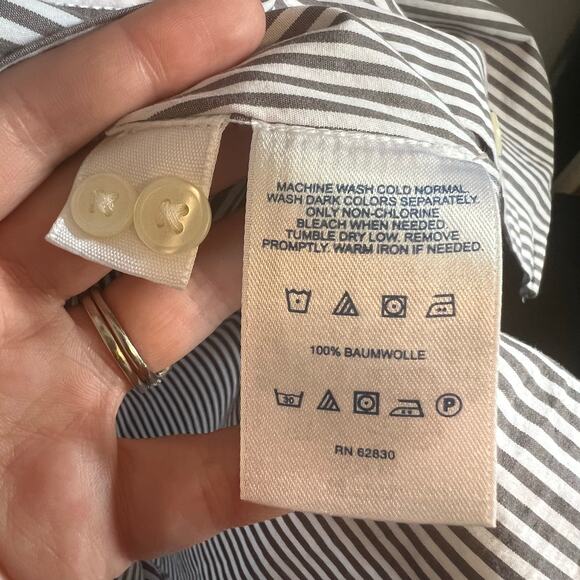 MACHINE WASH COLD NORMAL.
WASH DARK COLORS SEPARATELY.
ONLY NON-CHLORINE
BLEACH WHEN NEEDED.
TUMBLE DRY LOW. REMOVE
PROMPTLY. WARM IRON IF NEEDED.
100% BAUMWOLLE
30 P
RN 62830